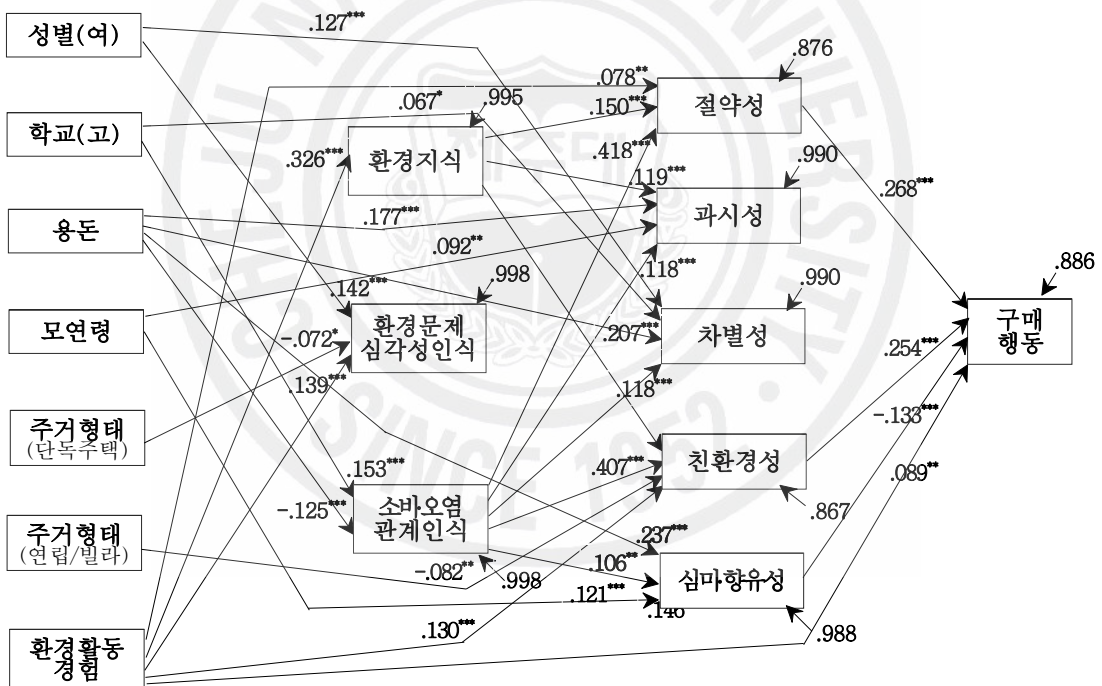 성별(여)
.127***
.876
.078**
절약성
.067*
.995
.150***
학교(고)
.326***
환경지식
.418***
.990
.119***
.268***
용돈
.177***
과시성
.092**
.118***
.142***
.998
.990
.886
모연령
환경문제
심각성인식
-.072*
.139***
.207***
차별성
.254***
구매
행동
.118***
-.133***
주거형태
(단독주택)
.153***
.407***
친환경성
.089**
-.125***
소바오염
관계인식
.867
주거형태
(연립/빌라)
.237***
-.082**
.998
.106**
심마향유성
.121***
.146
.130***
.988
환경활동
경험
SINCE 1952